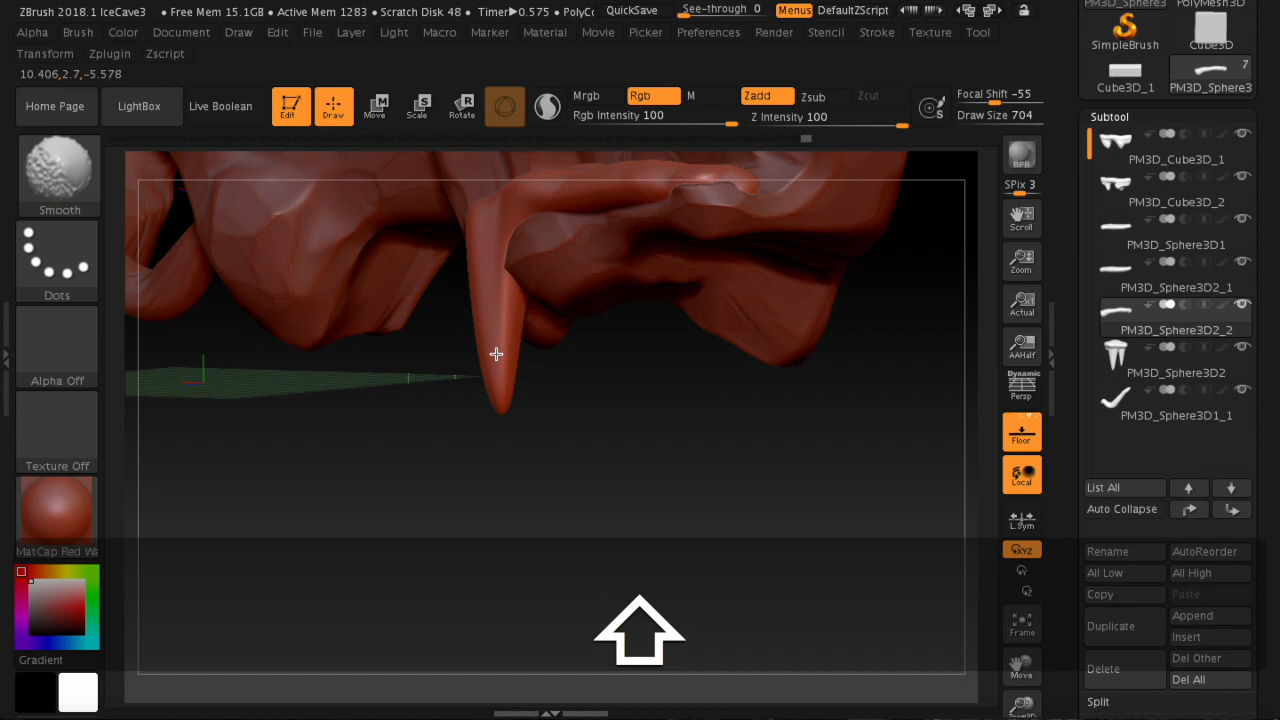 ZBrush 2018.1 IceCave3 • Free Mem 15.1GB • Active Mem 1283 • Scratch Disk 48 • Timer▶0.575 • PolyCo QuickSave See-through 0 Menus DefaultZScript
Alpha Brush Color Document Draw Edit File Layer Light Macro Marker Material Movie Picker Preferences Render Stencil Stroke Texture Tool
Transform Zplugin Zscript
10.406,2.7,-5.578
Home Page LightBox Live Boolean Edit Draw Move Scale Rotate
Mrgb Rgb M Zadd Zsub Zcut
Rgb Intensity 100 Z Intensity 100
Focal Shift -55
Draw Size 704
Smooth
Dots
Alpha Off
Texture Off
MatCap Red Wa
Gradient
BPR
SPix 3
Scroll
Zoom
Actual
AAHalf
Dynamic
Persp
Floor
Local
L.Sym
XYZ
Frame
Move
Zoom3D
PM3D_Sphere3 PolyMesh3D
SimpleBrush Cube3D
7
Cube3D_1 PM3D_Sphere3
Subtool
PM3D_Cube3D_1
PM3D_Cube3D_2
PM3D_Sphere3D1
PM3D_Sphere3D2_1
PM3D_Sphere3D2_2
PM3D_Sphere3D2
PM3D_Sphere3D1_1
List All
Auto Collapse
Rename AutoReorder
All Low All High
Copy Paste
Duplicate Append
Insert
Delete Del Other
Del All
Split